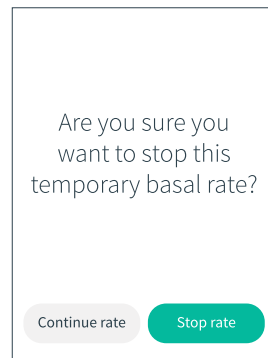 Are you sure you
want to stop this
temporary basal rate?
Continue rate
Stop rate